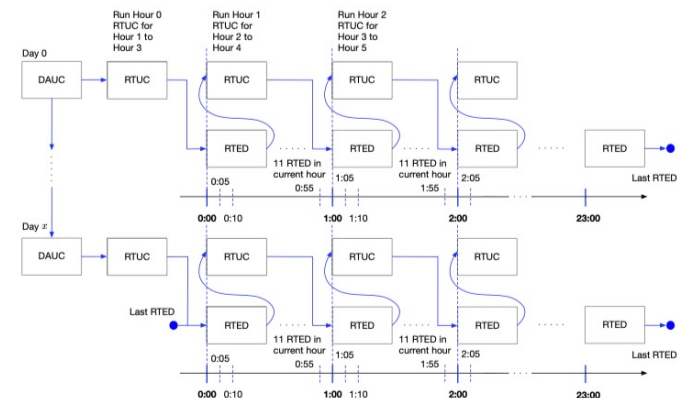 Run Hour 0
RTUC for
Hour 1 to
Hour 3
Run Hour 1
RTUC for
Hour 2 to
Hour 4
Run Hour 2
RTUC for
Hour 3 to
Hour 5
Day 0
DAUC
RTUC
RTUC
RTUC
RTUC
RTED
RTED
RTED
RTED
11 RTED in
current hour
11 RTED in
current hour
Last RTED
0:05
0:55
1:05
1:55
2:05
0:00
0:10
1:00
1:10
2:00
23:00
Day x
DAUC
RTUC
RTUC
RTUC
RTUC
Last RTED
RTED
RTED
RTED
RTED
11 RTED in
current hour
11 RTED in
current hour
Last RTED
0:05
0:55
1:05
1:55
2:05
0:00
0:10
1:00
1:10
2:00
23:00